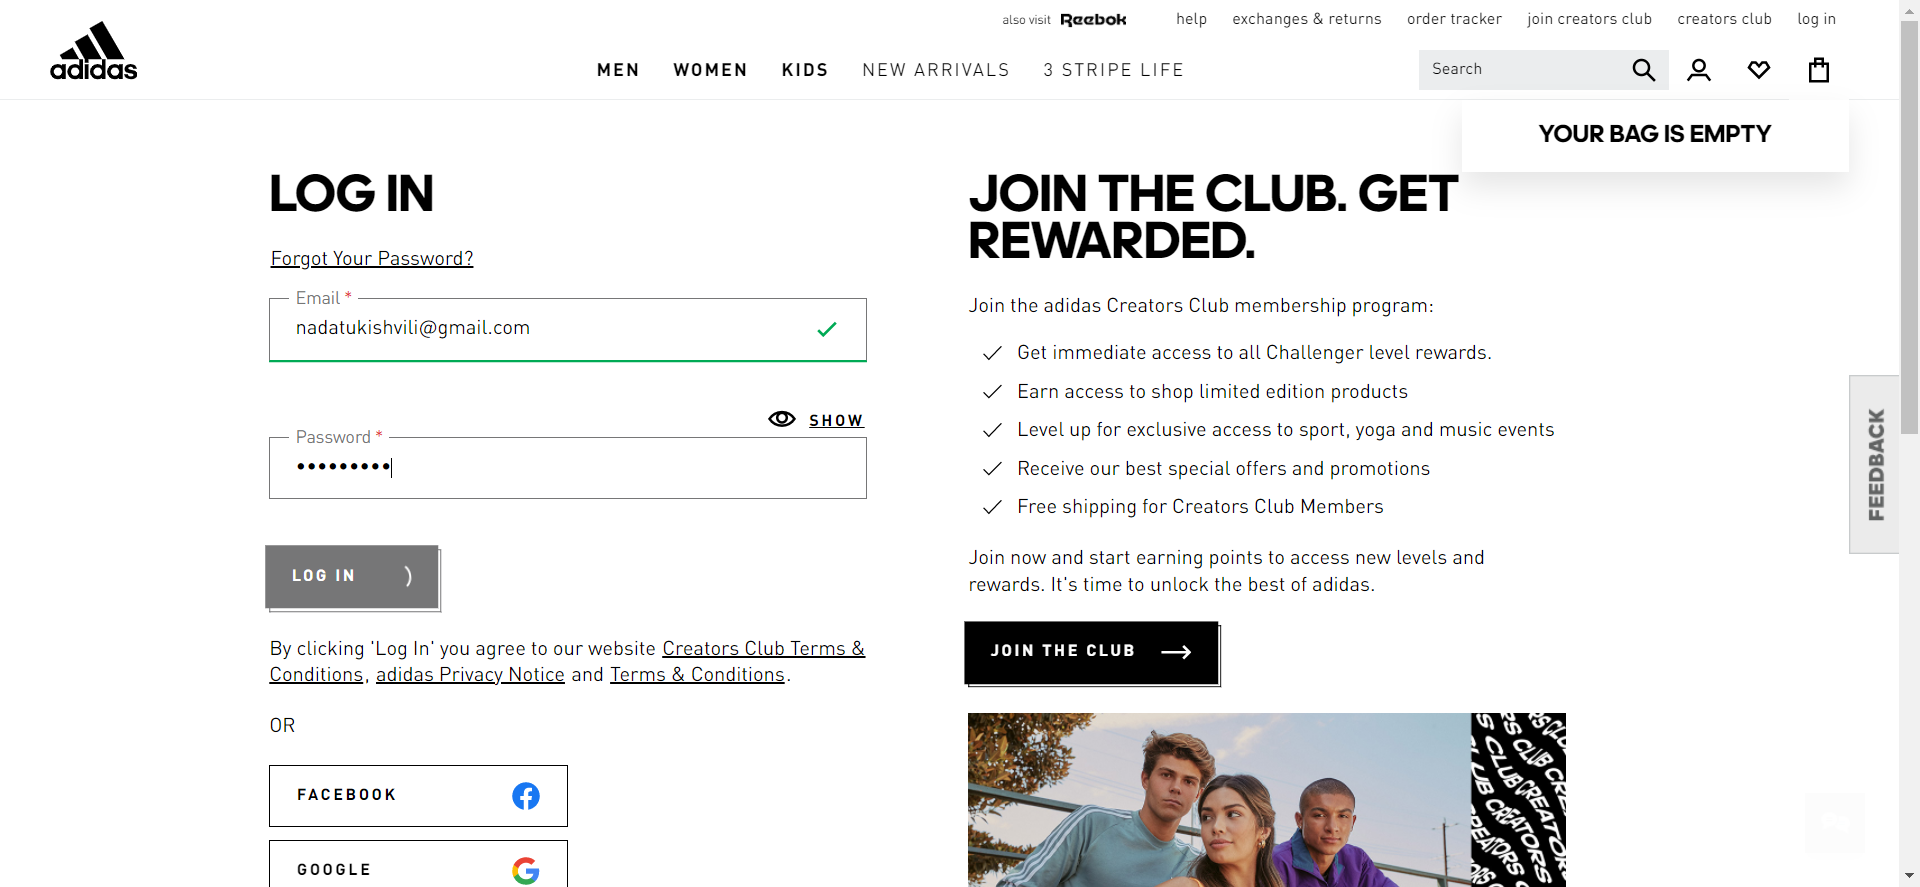 also visit Reebok
help
exchanges & returns
order tracker
join creators club
creators club
log in
adidas
MEN
WOMEN
KIDS
NEW ARRIVALS
3 STRIPE LIFE
Search
YOUR BAG IS EMPTY
LOG IN
Forgot Your Password?
Email *
nadatukishvili@gmail.com
SHOW
Password *
•••••••••
LOG IN
By clicking 'Log In' you agree to our website Creators Club Terms &
Conditions, adidas Privacy Notice and Terms & Conditions.
OR
FACEBOOK
GOOGLE
JOIN THE CLUB. GET
REWARDED.
Join the adidas Creators Club membership program:
Get immediate access to all Challenger level rewards.
Earn access to shop limited edition products
Level up for exclusive access to sport, yoga and music events
Receive our best special offers and promotions
Free shipping for Creators Club Members
Join now and start earning points to access new levels and
rewards. It's time to unlock the best of adidas.
JOIN THE CLUB
FEEDBACK